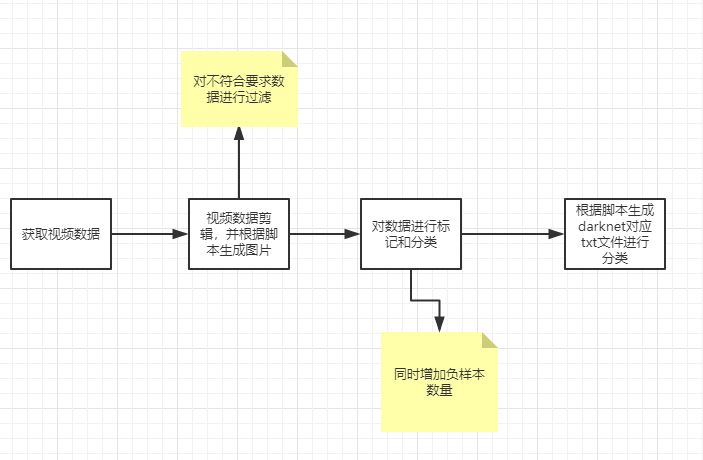 对不符合要求数
据进行过滤
获取视频数据
视频数据剪
辑，并根据脚
本生成图片
对数据进行标
记和分类
根据脚本生成
darknet对应
txt文件进行
分类
同时增加负样本
数量